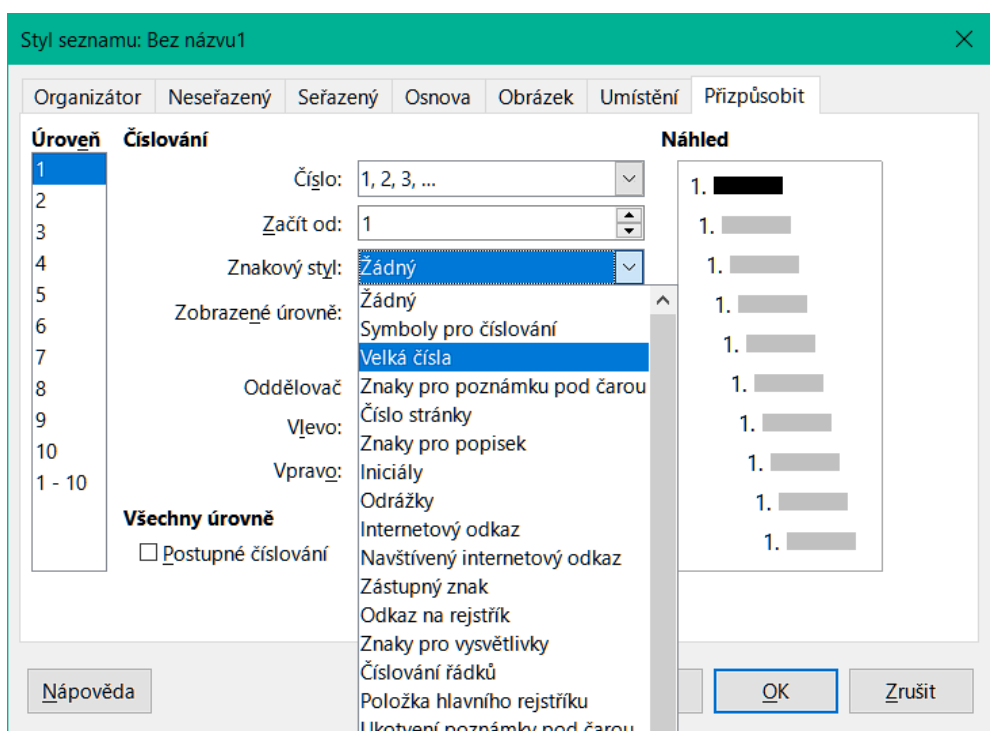 Styl seznamu: Bez názvu1
Organizátor Neseřazený Seřazený Osnova Obrázek Umístění Přizpůsobit
Úroveň Číslování Náhled
1
2
3
4
5
6
7
8
9
10
1 - 10
Číslo: 1, 2, 3, ...
Začít od: 1
Znakový styl: Žádný
Zobrazené úrovně:
Oddělovač
Vlevo:
Vpravo:
Všechny úrovně
Postupné číslování
Žádný
Symboly pro číslování
Velká čísla
Znaky pro poznámku pod čarou
Číslo stránky
Znaky pro popisek
Iniciály
Odrážky
Internetový odkaz
Navštívený internetový odkaz
Zástupný znak
Odkaz na rejstřík
Znaky pro vysvětlivky
Číslování řádků
Položka hlavního rejstříku
Ukotvení poznámky pod čarou
1.
1.
1.
1.
1.
1.
1.
1.
1.
1.
Nápověda OK Zrušit